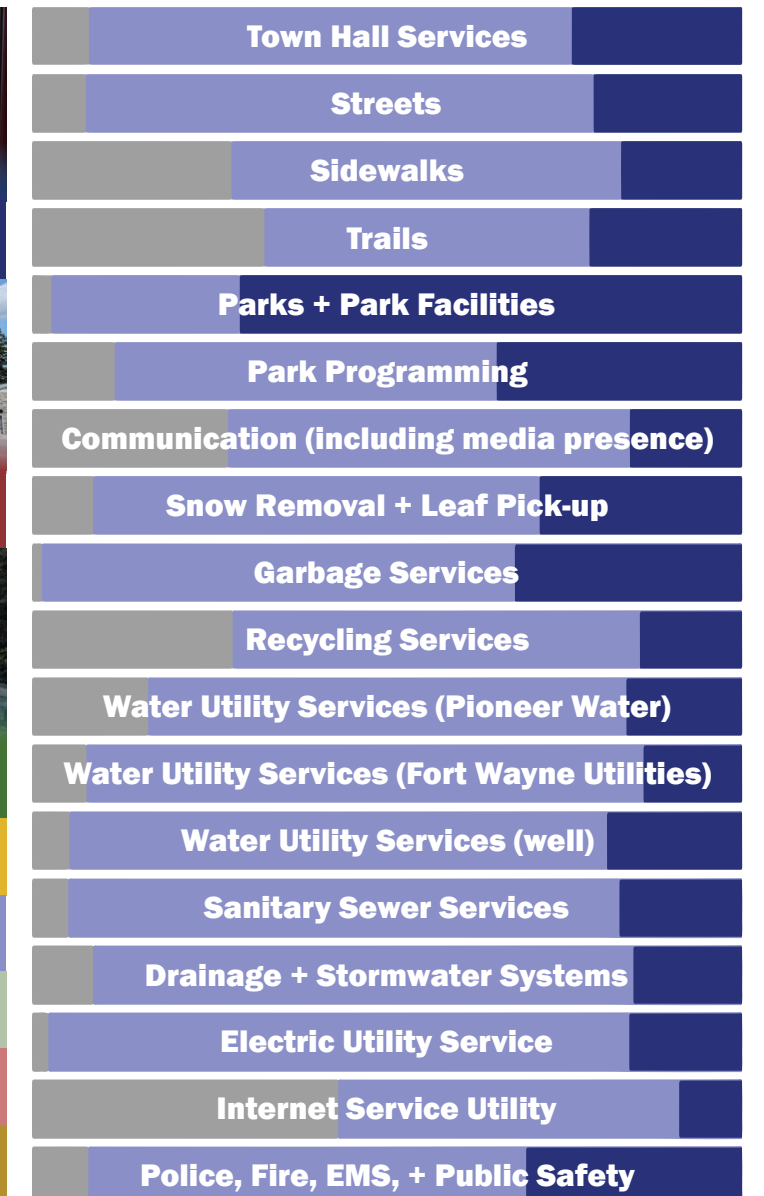 Town Hall Services
Streets
Sidewalks
Trails
Parks + Park Facilities
Park Programming
Communication (including media presence)
Snow Removal + Leaf Pick-up
Garbage Services
Recycling Services
Water Utility Services (Pioneer Water)
Water Utility Services (Fort Wayne Utilities)
Water Utility Services (well)
Sanitary Sewer Services
Drainage + Stormwater Systems
Electric Utility Service
Internet Service Utility
Police, Fire, EMS, + Public Safety